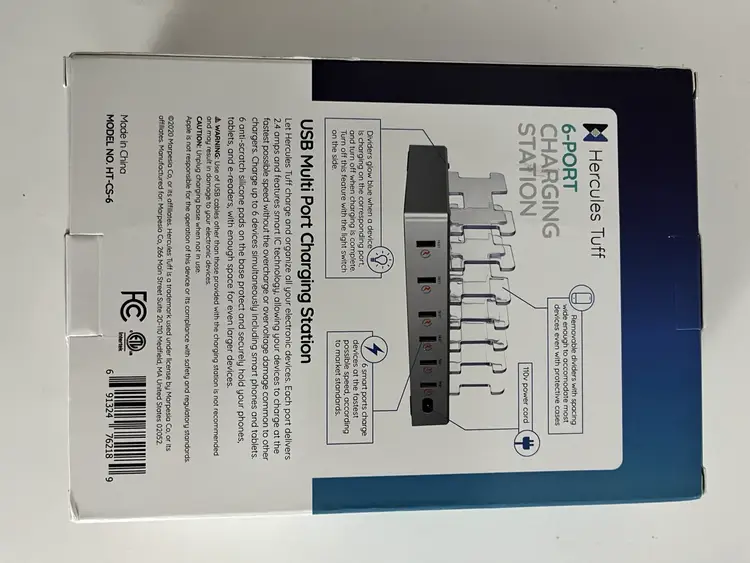 Hercules Tuff
6-PORT
CHARGING
STATION
Removable dividers with spacing
wide enough to accomodate most
devices even with protective cases
110v power cord
Dividers glow blue when a device
is charging on the corresponding port,
and turn off when charging is complete.
Turn off this feature with the light switch
on the side.
6 smart ports charge
devices at the fastest
possible speed, according
to market standards.
USB Multi Port Charging Station
Let Hercules Tuff charge and organize all your electronic devices. Each port delivers
2.4 amps and features smart IC technology, allowing your devices to charge at the
fastest possible speed without the overcharge or overvoltage damage common to other
chargers. Charge up to 6 devices simultaneously including smart phones and tablets.
6 anti-scratch silicone pads on the base protect and securely hold your phones,
tablets, and e-readers, with enough space for even larger devices.
⚠ WARNING: Use of USB cables other than those provided with the charging station is not recommended
and may result in damage to your electronic devices.
CAUTION: Unplug charging base when not in use.
Apple is not responsible for the operation of this device or its compliance with safety and regulatory standards
©2020 Marpesia Co, or its affiliates. Hercules Tuff is a trademark used under license by Marpesia Co, or its
affiliates. Manufactured for: Marpesia Co, 266 Main Street Suite 20-110 Medfield, MA United States 02052.
Made in China
MODEL NO. HT-CS-6
FC
ETL
Intertek
6 91324 76218 9